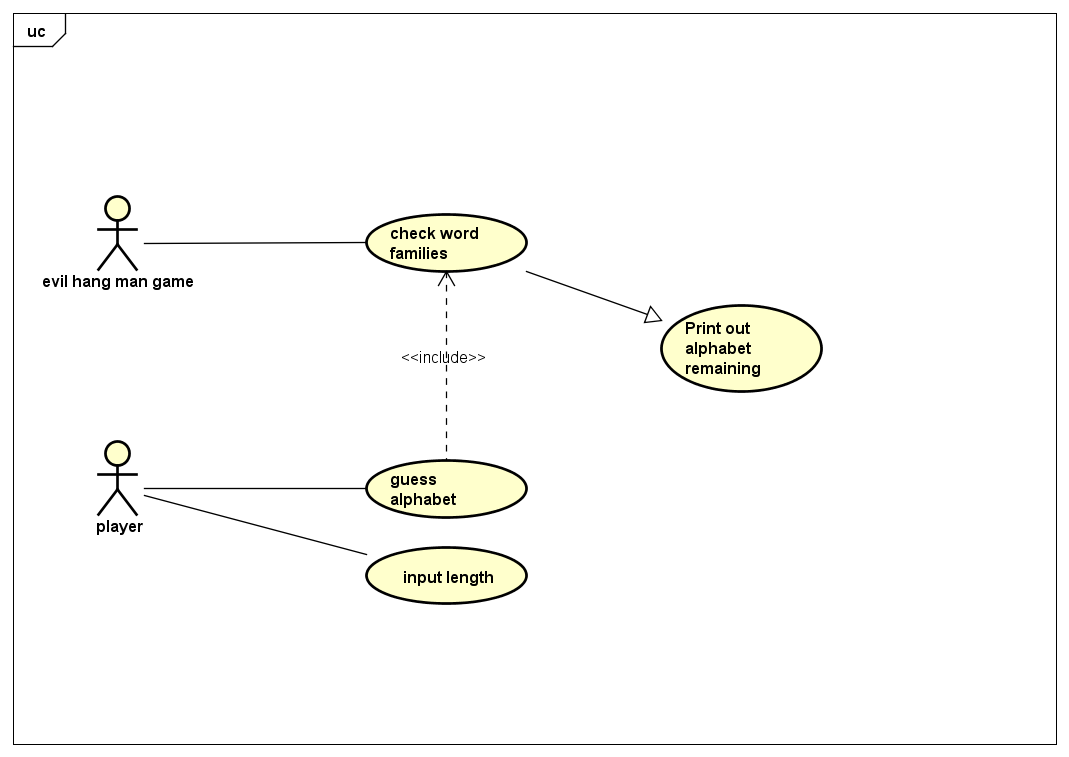 uc
evil hang man game
check word
families
Print out
alphabet
remaining
<<include>>
player
guess
alphabet
input length